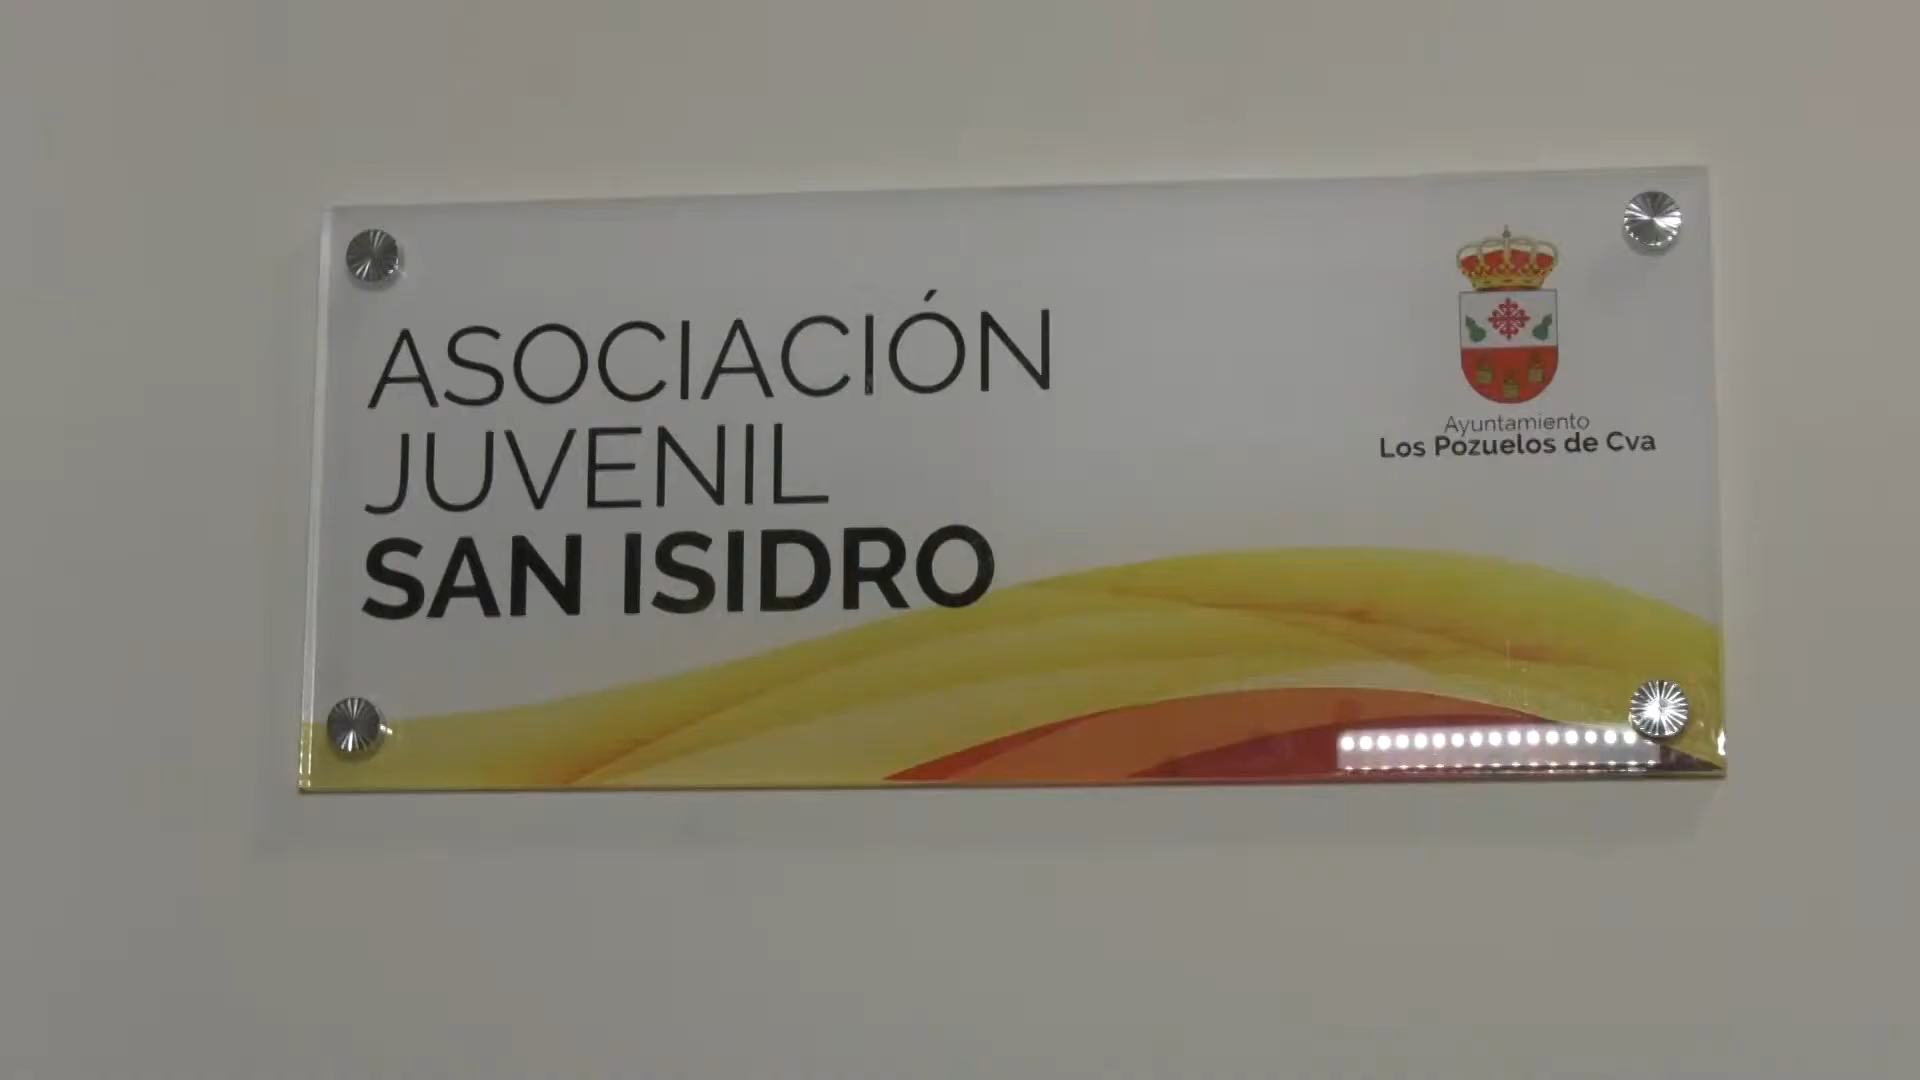 ASOCIACIÓN
JUVENIL
SAN ISIDRO
Ayuntamiento
Los Pozuelos de Cva